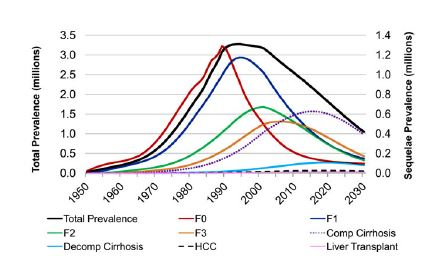 3.5 1.4
3.0 1.2
2.5 1.0
2.0 0.8
1.5 0.6
1.0 0.4
0.5 0.2
0.0 0.0
Total Prevalence (millions)
Sequelae Prevalence (millions)
1950 1960 1970 1980 1990 2000 2010 2020 2030
Total Prevalence F0 F1
F2 F3 Comp Cirrhosis
Decomp Cirrhosis HCC Liver Transplant